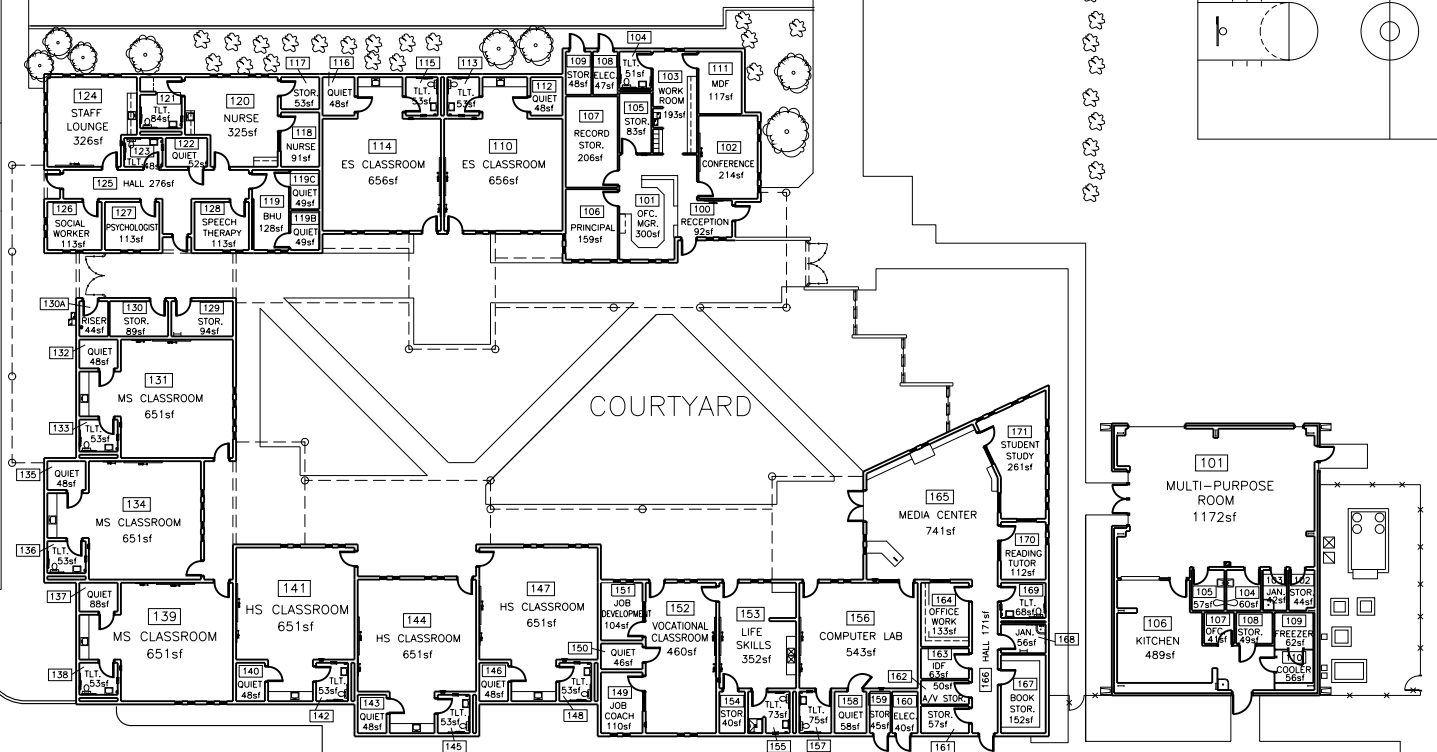 104
117
116
115
113
109
STOR.
48sf
108
ELEC.
47sf
TLT.
51sf
103
WORK
ROOM
193sf
111
MDF
117sf
124
STAFF
LOUNGE
326sf
121
TLT.
84sf
120
NURSE
325sf
STOR.
53sf
QUIET
48sf
TLT.
53sf
TLT.
53sf
112
QUIET
48sf
107
RECORD
STOR.
206sf
105
STOR.
83sf
118
NURSE
91sf
123
TLT.
48sf
122
QUIET
52sf
114
ES CLASSROOM
656sf
110
ES CLASSROOM
656sf
102
CONFERENCE
214sf
125
HALL 276sf
119C
QUIET
49sf
119
BHU
128sf
119B
QUIET
49sf
126
SOCIAL
WORKER
113sf
127
PSYCHOLOGIST
113sf
128
SPEECH
THERAPY
113sf
106
PRINCIPAL
159sf
101
OFC.
MGR.
300sf
100
RECEPTION
92sf
130A
RISER
44sf
130
STOR.
89sf
129
STOR.
94sf
132
QUIET
48sf
131
MS CLASSROOM
651sf
133
TLT.
53sf
COURTYARD
135
QUIET
48sf
134
MS CLASSROOM
651sf
136
TLT.
53sf
171
STUDENT
STUDY
261sf
165
MEDIA CENTER
741sf
170
READING
TUTOR
112sf
101
MULTI-PURPOSE
ROOM
1172sf
137
QUIET
88sf
139
MS CLASSROOM
651sf
138
TLT.
53sf
141
HS CLASSROOM
651sf
140
QUIET
48sf
TLT.
53sf
142
144
HS CLASSROOM
651sf
143
QUIET
48sf
TLT.
53sf
145
147
HS CLASSROOM
651sf
146
QUIET
48sf
TLT.
53sf
148
151
JOB
DEVELOPMENT
104sf
150
QUIET
46sf
149
JOB
COACH
110sf
152
VOCATIONAL
CLASSROOM
460sf
153
LIFE
SKILLS
352sf
154
STOR.
40sf
TLT.
73sf
155
156
COMPUTER LAB
543sf
TLT.
75sf
157
158
QUIET
58sf
159
STOR.
45sf
160
ELEC.
40sf
164
OFFICE
WORK
133sf
163
IDF
63sf
162
50sf
A/V STOR.
STOR.
57sf
161
HALL 171sf
166
169
TLT.
68sf
JAN.
56sf
168
167
BOOK
STOR.
152sf
105
57sf
104
60sf
103
JAN.
42sf
102
STOR.
44sf
106
KITCHEN
489sf
107
OFC.
41sf
108
STOR.
49sf
109
FREEZER
62sf
110
COOLER
56sf